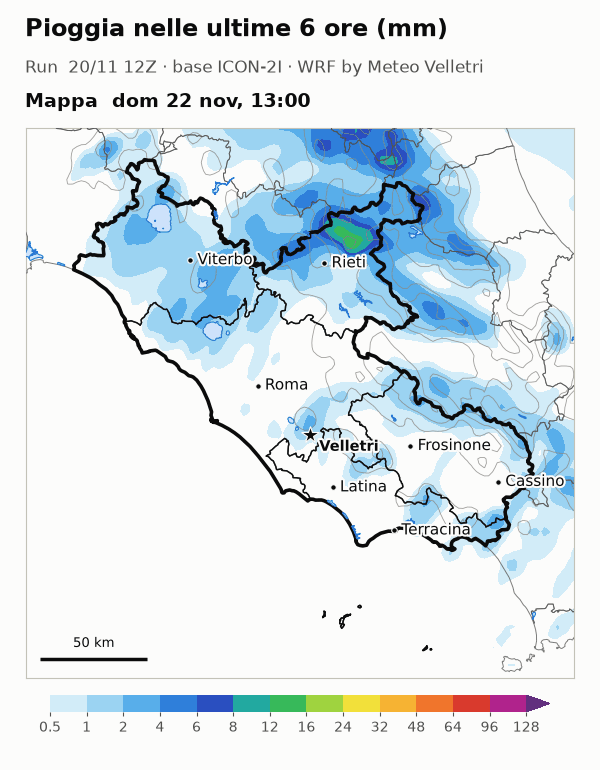 Pioggia nelle ultime 6 ore (mm)
Run  20/11 12Z · base ICON-2I · WRF by Meteo Velletri
Mappa  dom 22 nov, 13:00
Viterbo
Rieti
Roma
Velletri
Frosinone
Cassino
Latina
Terracina
50 km
0.5 1 2 4 6 8 12 16 24 32 48 64 96 128